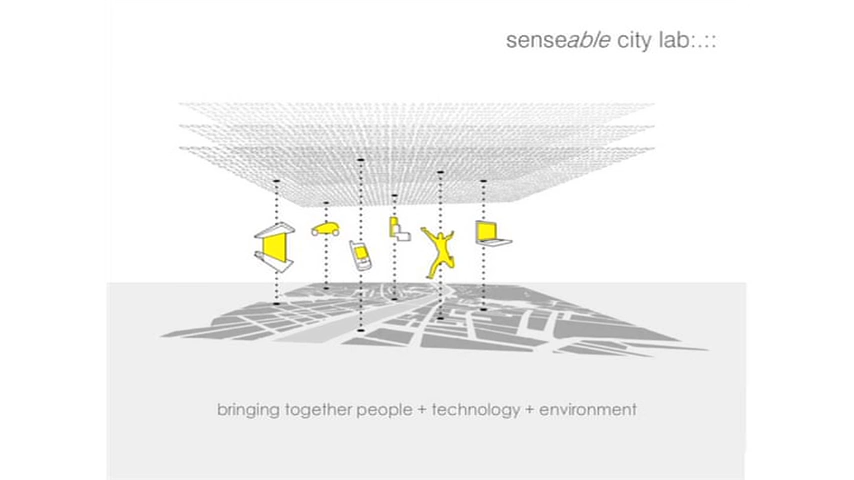 senseable city lab:.::
bringing together people + technology + environment